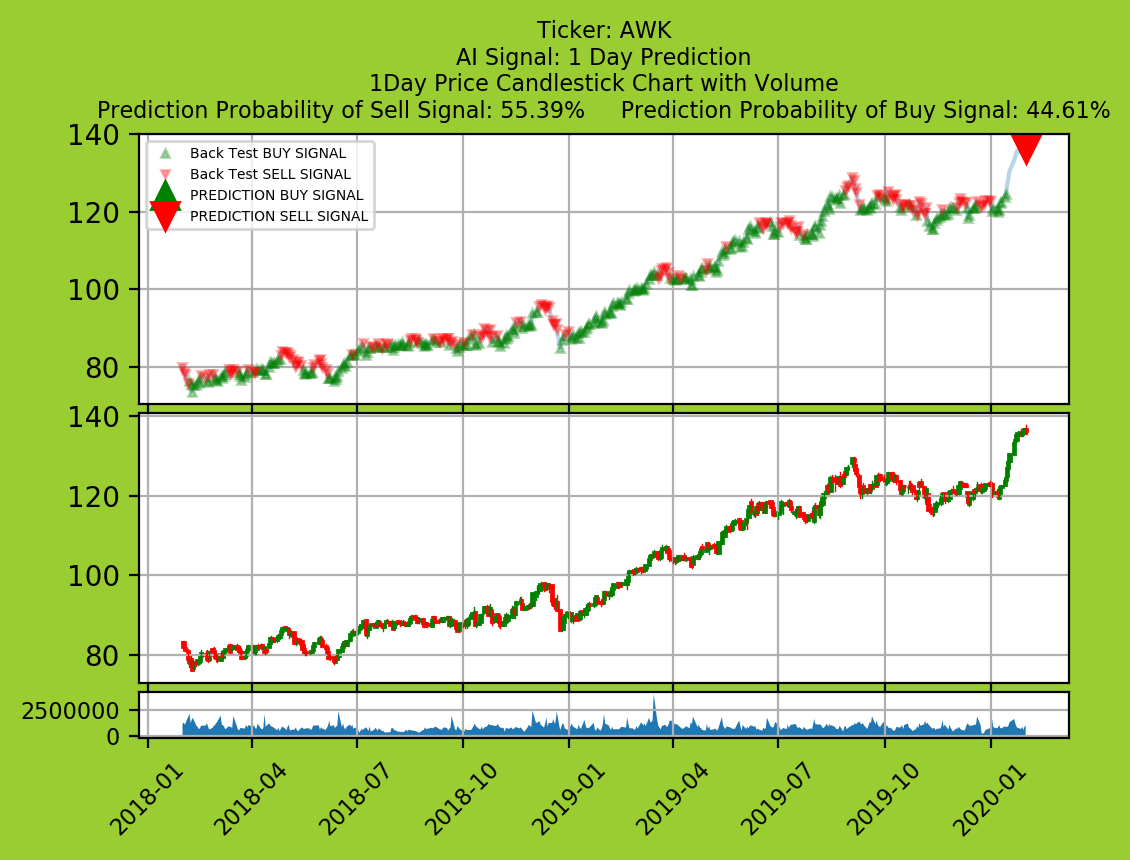 Ticker: AWK
AI Signal: 1 Day Prediction
1Day Price Candlestick Chart with Volume
Prediction Probability of Sell Signal: 55.39%     Prediction Probability of Buy Signal: 44.61%
140
Back Test BUY SIGNAL
Back Test SELL SIGNAL
PREDICTION BUY SIGNAL
PREDICTION SELL SIGNAL
120
100
80
140
120
100
80
2500000
0
2018-01
2018-04
2018-07
2018-10
2019-01
2019-04
2019-07
2019-10
2020-01